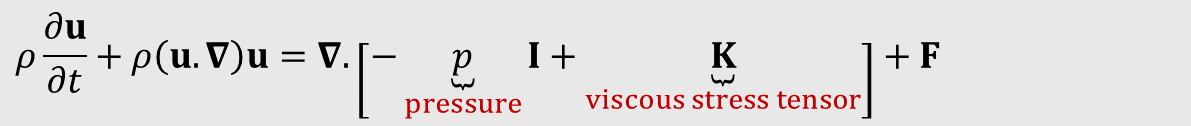 ρ ∂𝐮/∂t + ρ(𝐮.𝛁)𝐮 = 𝛁.[− p 𝐈 + 𝐊] + 𝐅
pressure viscous stress tensor